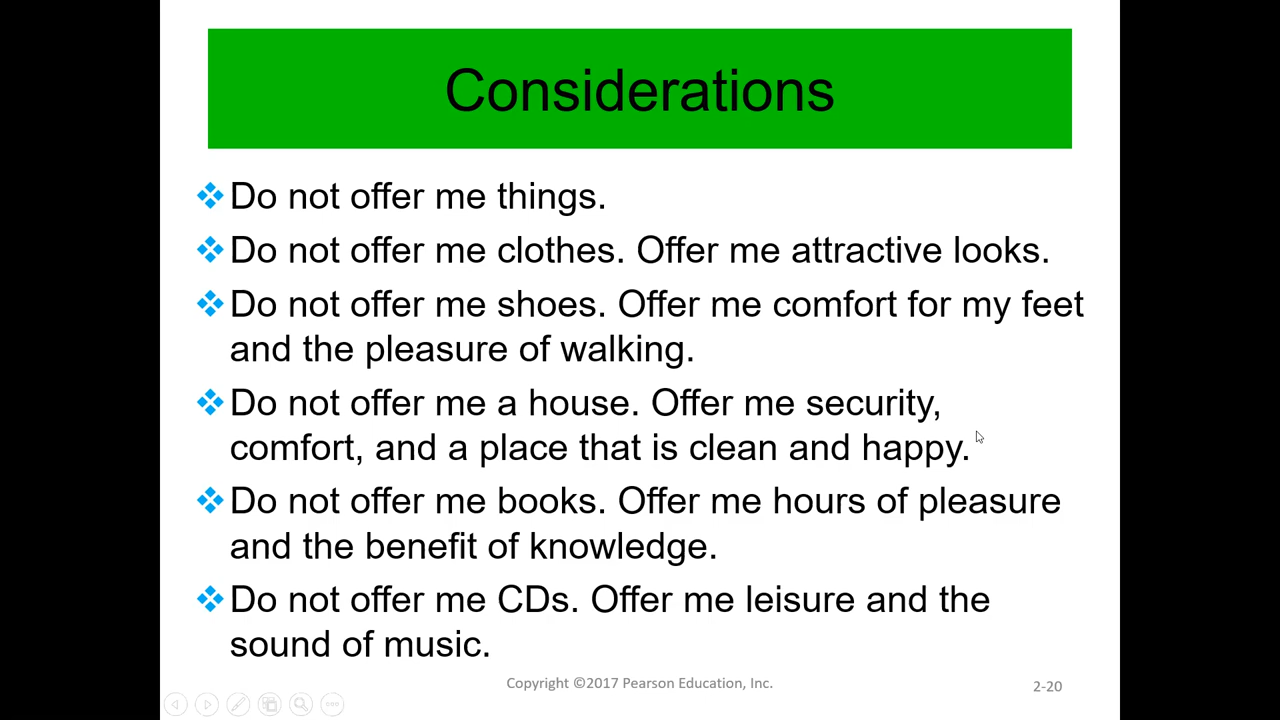 Considerations
Do not offer me things.
Do not offer me clothes. Offer me attractive looks.
Do not offer me shoes. Offer me comfort for my feet
and the pleasure of walking.
Do not offer me a house. Offer me security,
comfort, and a place that is clean and happy.
Do not offer me books. Offer me hours of pleasure
and the benefit of knowledge.
Do not offer me CDs. Offer me leisure and the
sound of music.
Copyright ©2017 Pearson Education, Inc.
2-20